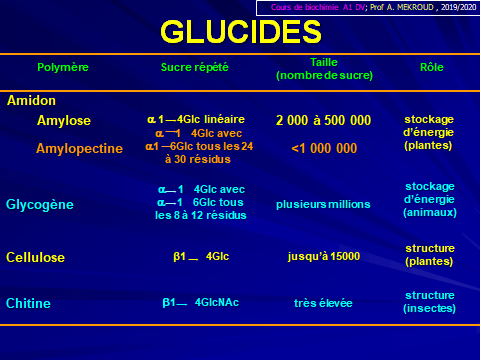 Cours de biochimie A1 DV; Prof A. MEKROUD , 2019/2020
GLUCIDES
Polymère Sucre répété Taille Rôle
(nombre de sucre)
Amidon
Amylose α 1—4Glc linéaire 2 000 à 500 000 stockage
d'énergie
(plantes)
Amylopectine α—1 4Glc avec <1 000 000
α1—6Glc tous les 24
à 30 résidus
Glycogène α—1 4Glc avec plusieurs millions stockage
α—1 6Glc tous d'énergie
les 8 à 12 résidus (animaux)
Cellulose β1— 4Glc jusqu'à 15000 structure
(plantes)
Chitine β1— 4GlcNAc très élevée structure
(insectes)